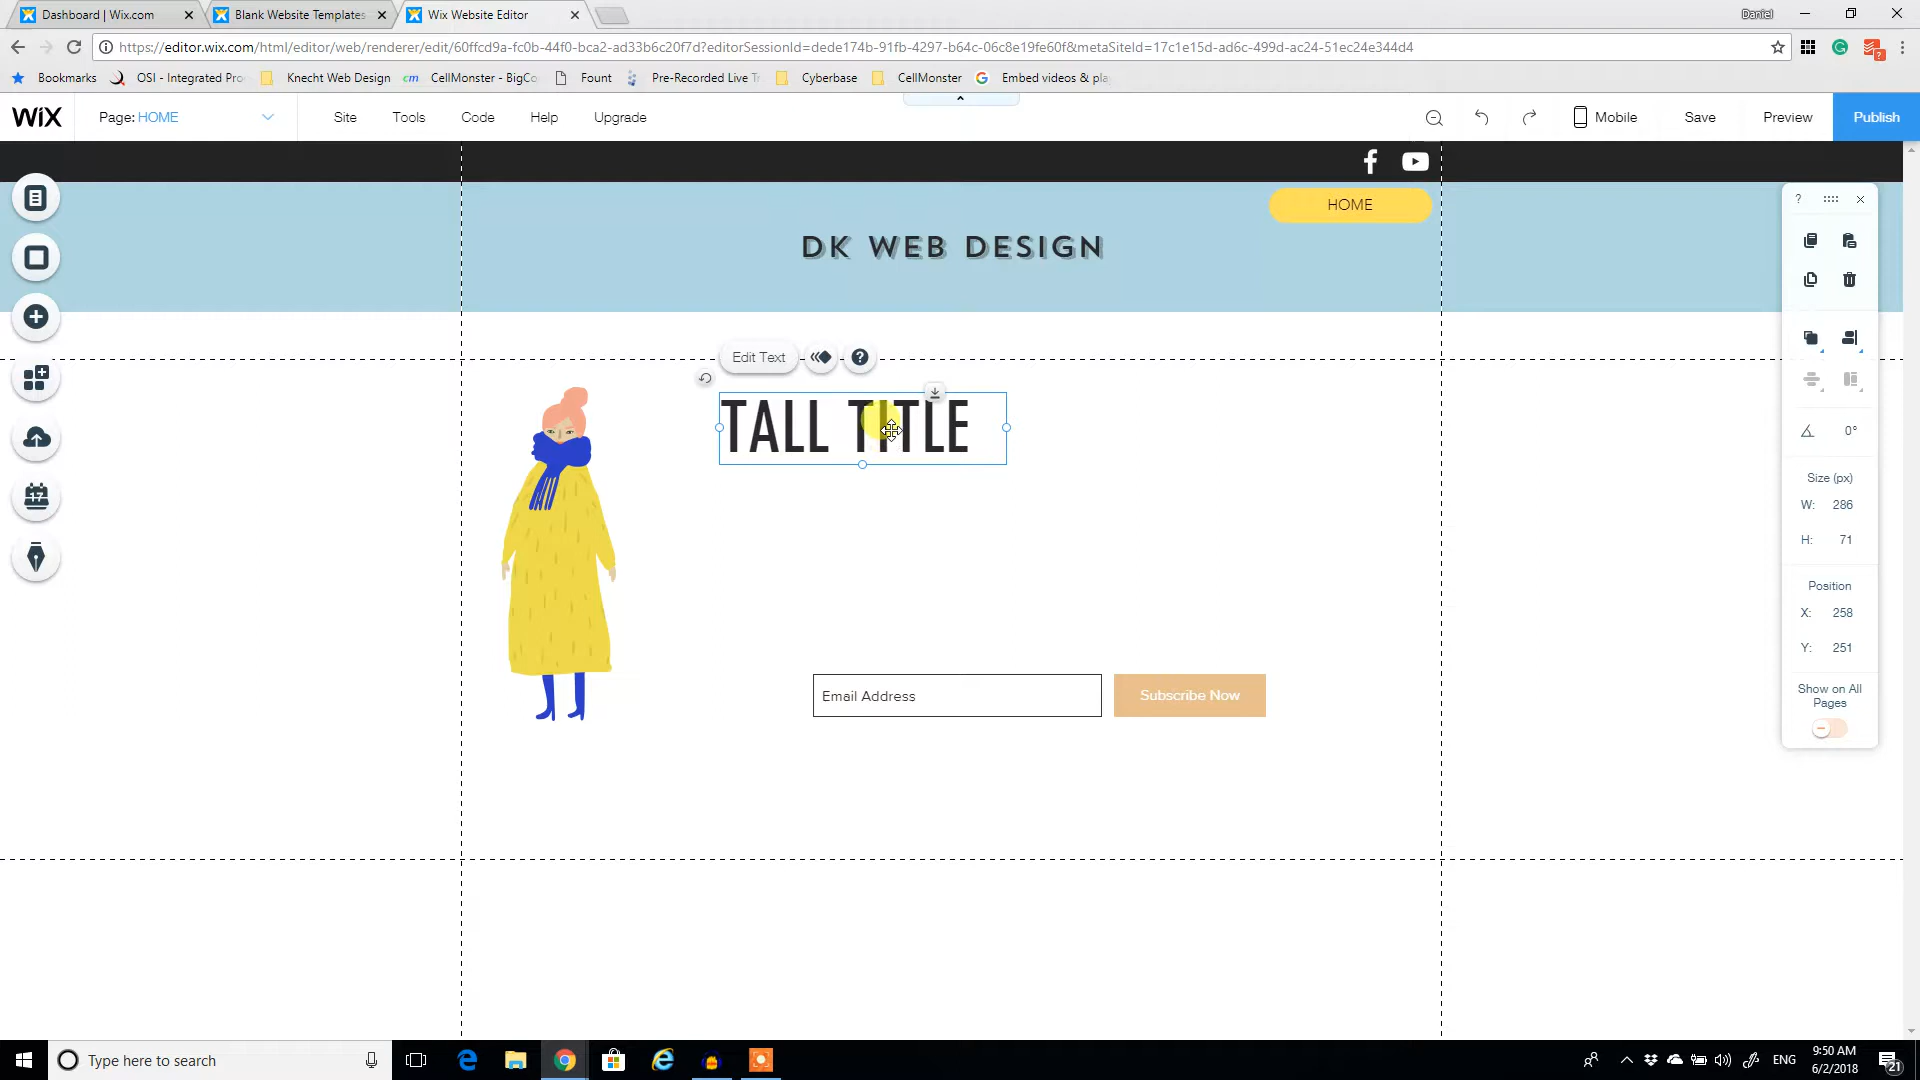 Daniel
Dashboard | Wix.com
Blank Website Templates
Wix Website Editor
https://editor.wix.com/html/editor/web/renderer/edit/60ffcd9a-fc0b-44f0-bca2-ad33b6c20f7d?editorSessionId=dede174b-91fb-4297-b64c-06c8e19fe60f&metaSiteId=17c1e15d-ad6c-499d-ac24-51ec24e344d4
Bookmarks OSI - Integrated Pro Knecht Web Design cm CellMonster - BigCo Fount Pre-Recorded Live T Cyberbase CellMonster Embed videos & pla
WiX Page: HOME Site Tools Code Help Upgrade Mobile Save Preview Publish
HOME
DK WEB DESIGN
Edit Text
TALL TITLE
0°
Size (px)
W: 286
H: 71
Position
X: 258
Y: 251
Show on All
Pages
17
Email Address
Subscribe Now
Type here to search
ENG
9:50 AM
6/2/2018
21